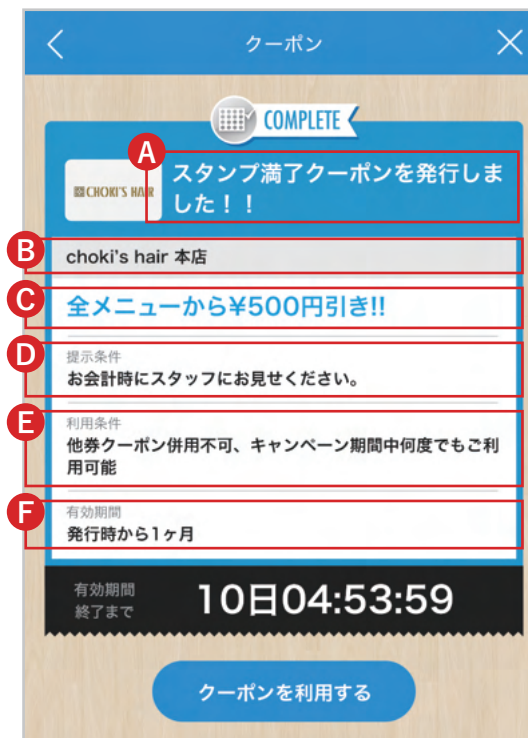 クーポン
COMPLETE
A
スタンプ満了クーポンを発行しま
した！！
CHOKI'S HAIR
B
choki's hair 本店
C
全メニューから¥500円引き!!
D
提示条件
お会計時にスタッフにお見せください。
E
利用条件
他券クーポン併用不可、キャンペーン期間中何度でもご利
用可能
F
有効期間
発行時から1ヶ月
有効期間
終了まで
10日04:53:59
クーポンを利用する